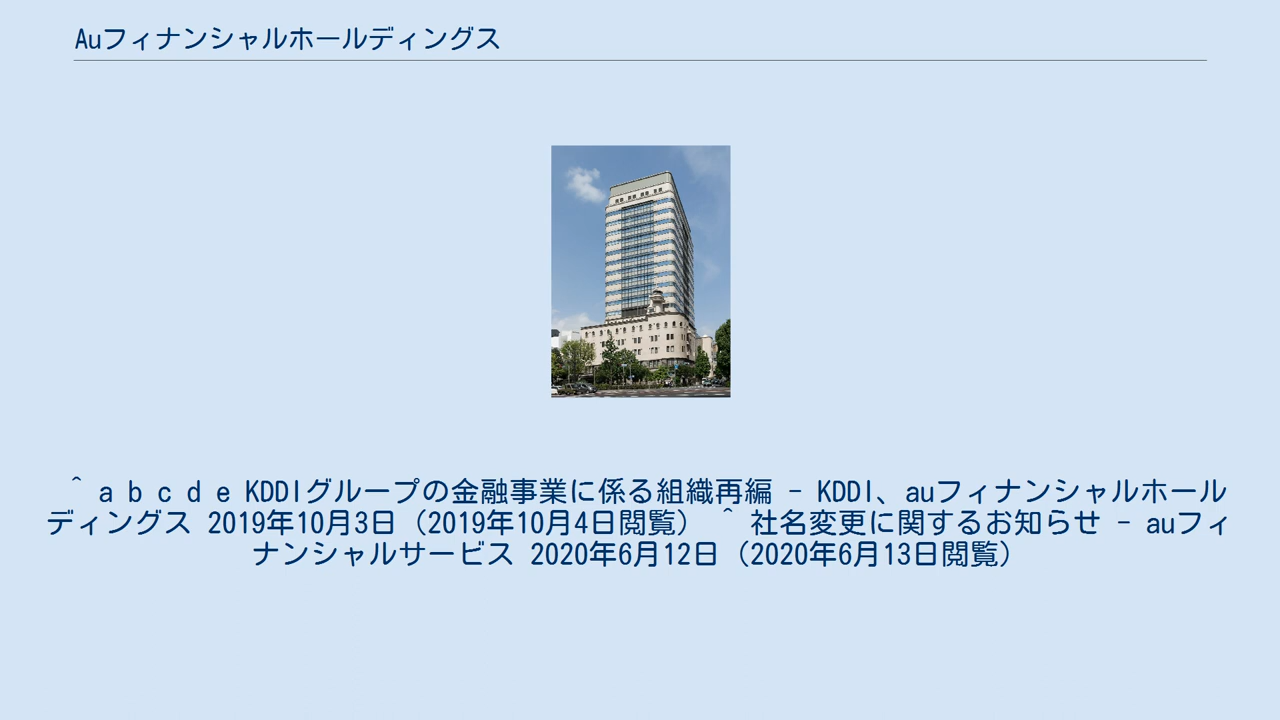 Auフィナンシャルホールディングス
^ a b c d e KDDIグループの金融事業に係る組織再編 - KDDI、auフィナンシャルホール
ディングス 2019年10月3日（2019年10月4日閲覧） ^ 社名変更に関するお知らせ - auフィ
ナンシャルサービス 2020年6月12日（2020年6月13日閲覧）